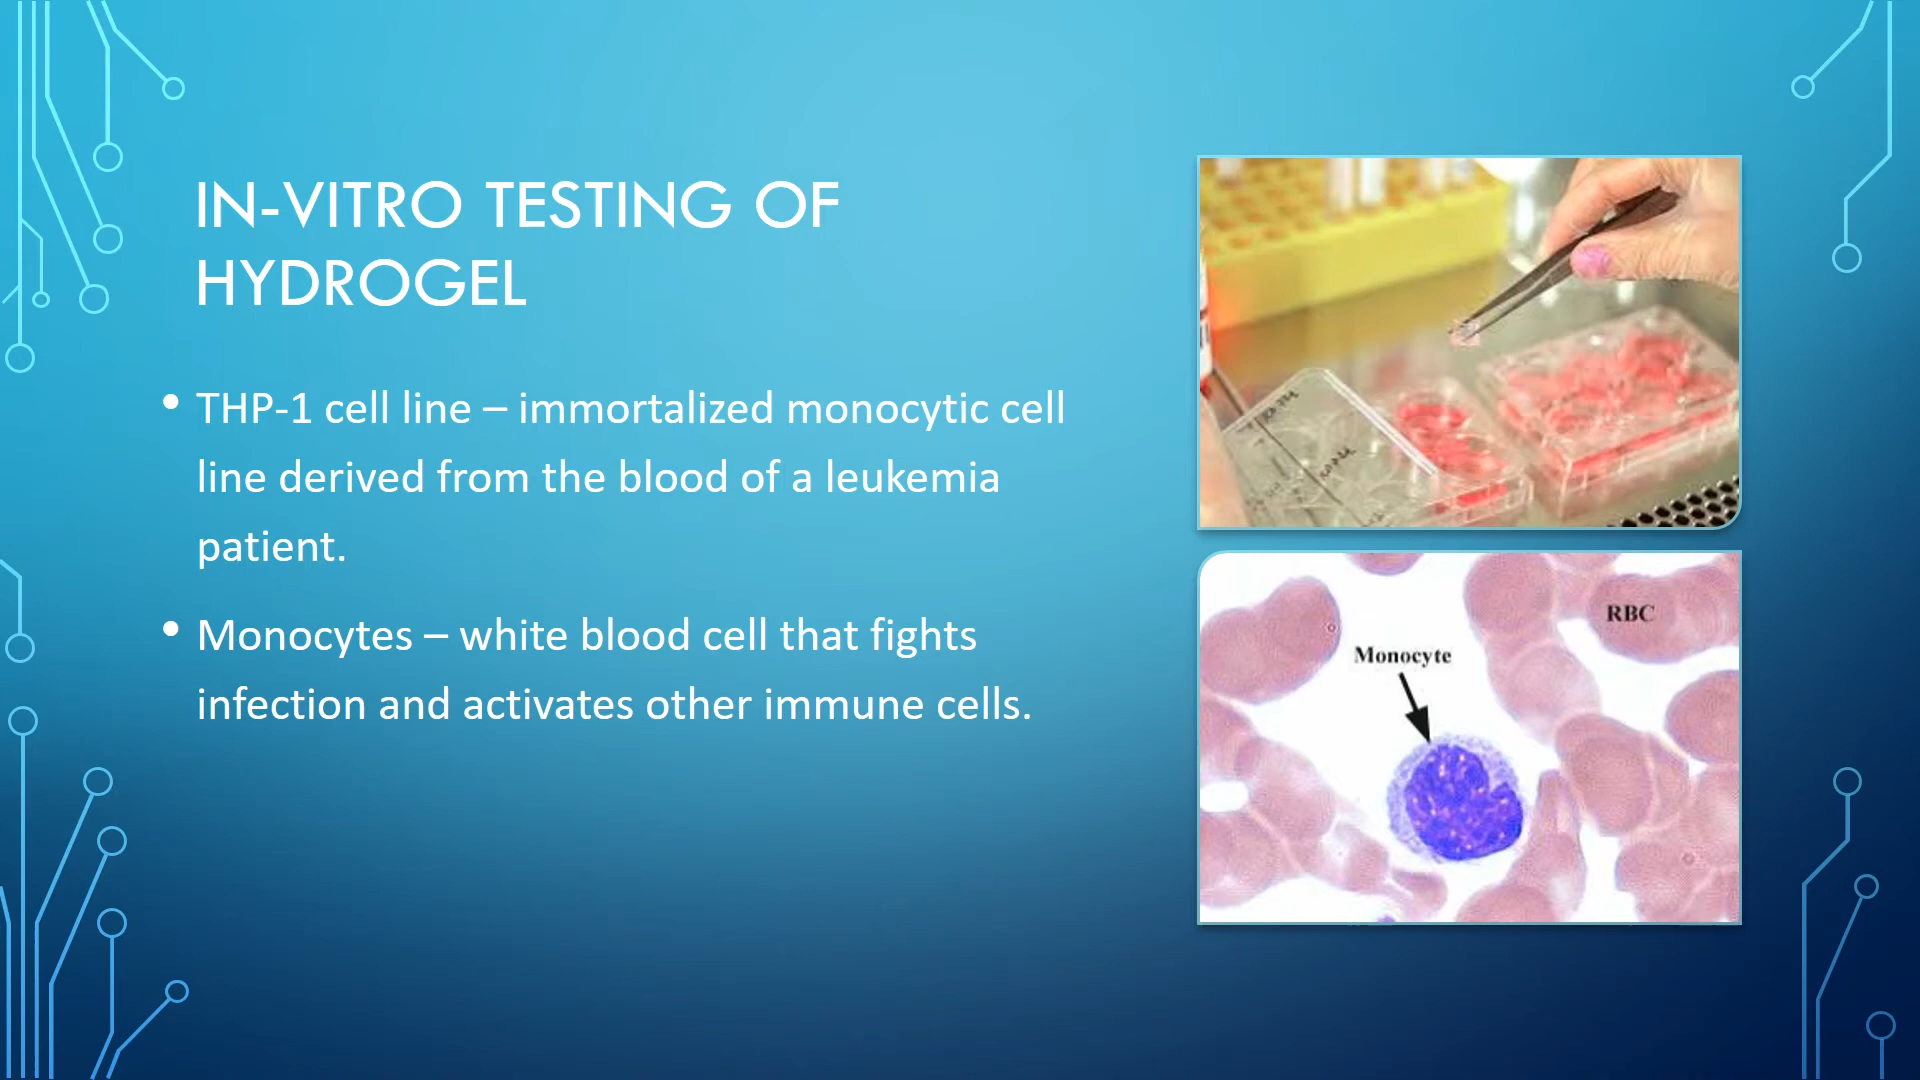 IN-VITRO TESTING OF
HYDROGEL
• THP-1 cell line – immortalized monocytic cell
line derived from the blood of a leukemia
patient.
• Monocytes – white blood cell that fights
infection and activates other immune cells.
RBC
Monocyte